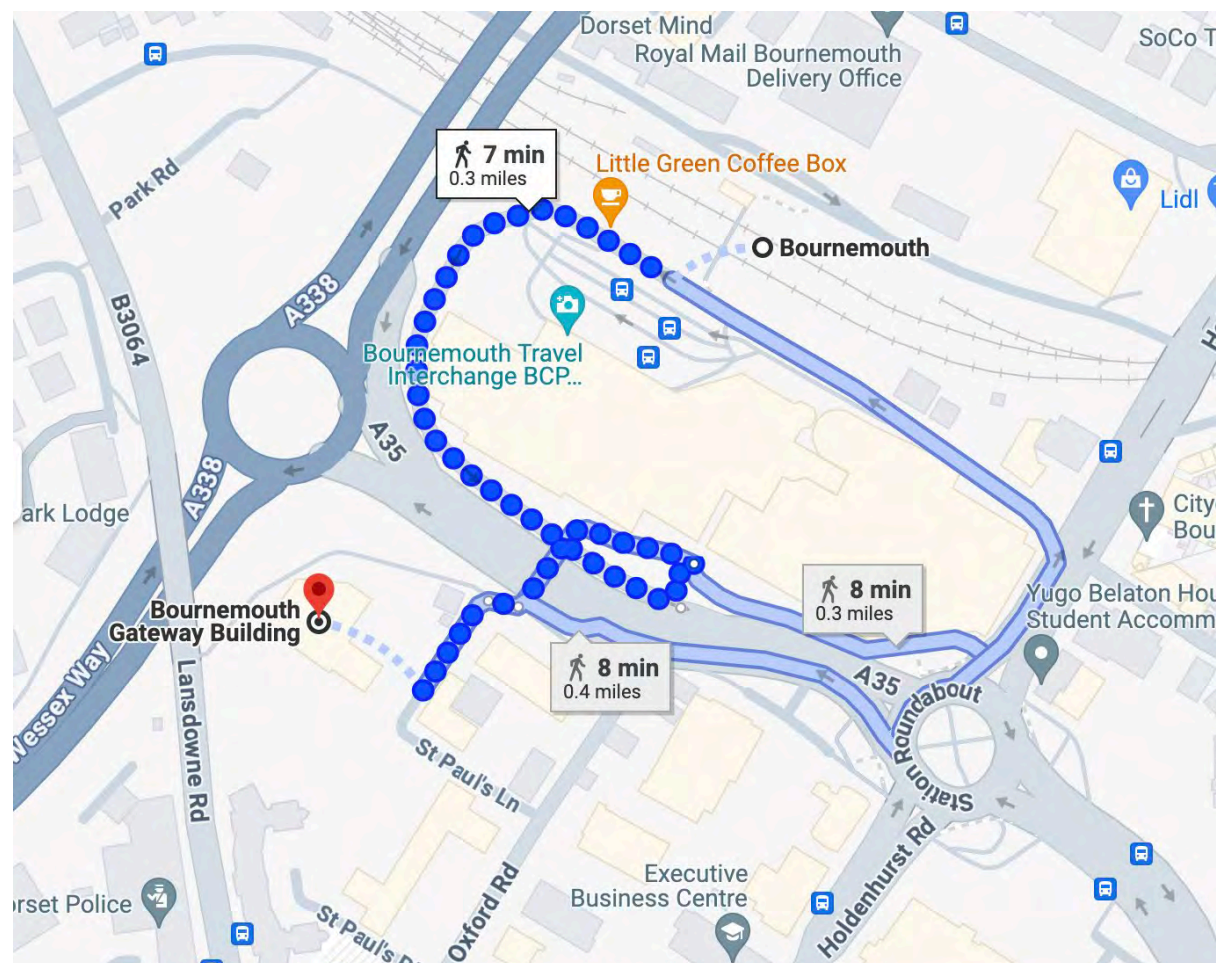 Dorset Mind
Royal Mail Bournemouth
Delivery Office
SoCo T
7 min
0.3 miles
Little Green Coffee Box
Lidl
Park Rd
Bournemouth
A338
B3064
Bournemouth Travel
Interchange BCP...
A35
A338
ark Lodge
City
Bou
Bournemouth
Gateway Building
8 min
0.3 miles
Yugo Belaton Hou
Student Accomm
8 min
0.4 miles
A35
Station Roundabout
Wessex Way
Lansdowne Rd
St Paul's Ln
Oxford Rd
Holdenhurst Rd
Executive
Business Centre
orset Police
St Paul's